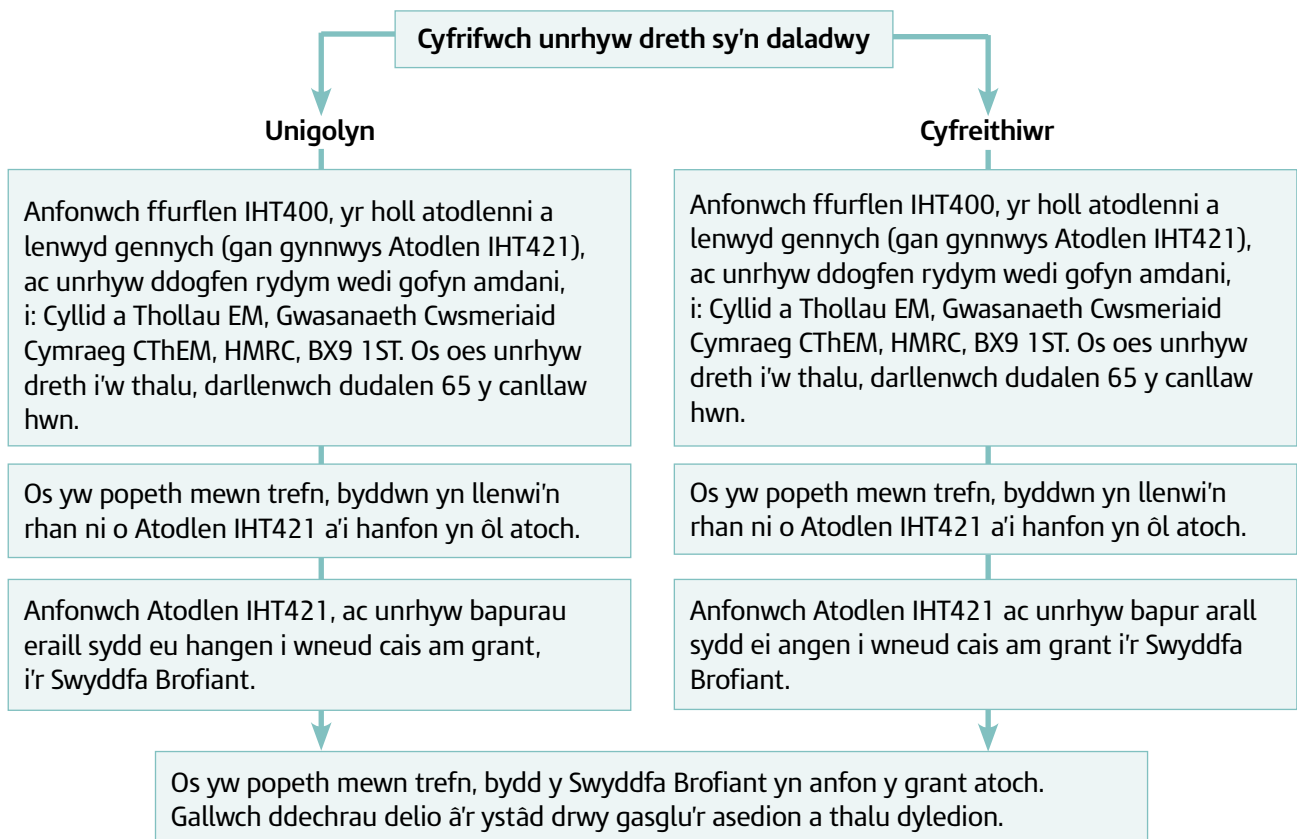 Cyfrifwch unrhyw dreth sy'n daladwy
Unigolyn
Anfonwch ffurflen IHT400, yr holl atodlenni a
lenwyd gennych (gan gynnwys Atodlen IHT421),
ac unrhyw ddogfen rydym wedi gofyn amdani,
i: Cyllid a Thollau EM, Gwasanaeth Cwsmeriaid
Cymraeg CThEM, HMRC, BX9 1ST. Os oes unrhyw
dreth i'w thalu, darllenwch dudalen 65 y canllaw
hwn.
Os yw popeth mewn trefn, byddwn yn llenwi'n
rhan ni o Atodlen IHT421 a'i hanfon yn ôl atoch.
Anfonwch Atodlen IHT421, ac unrhyw bapurau
eraill sydd eu hangen i wneud cais am grant,
i'r Swyddfa Brofiant.
Cyfreithiwr
Anfonwch ffurflen IHT400, yr holl atodlenni a
lenwyd gennych (gan gynnwys Atodlen IHT421),
ac unrhyw ddogfen rydym wedi gofyn amdani,
i: Cyllid a Thollau EM, Gwasanaeth Cwsmeriaid
Cymraeg CThEM, HMRC, BX9 1ST. Os oes unrhyw
dreth i'w thalu, darllenwch dudalen 65 y canllaw
hwn.
Os yw popeth mewn trefn, byddwn yn llenwi'n
rhan ni o Atodlen IHT421 a'i hanfon yn ôl atoch.
Anfonwch Atodlen IHT421 ac unrhyw bapur arall
sydd ei angen i wneud cais am grant i'r Swyddfa
Brofiant.
Os yw popeth mewn trefn, bydd y Swyddfa Brofiant yn anfon y grant atoch.
Gallwch ddechrau delio â'r ystâd drwy gasglu'r asedion a thalu dyledion.